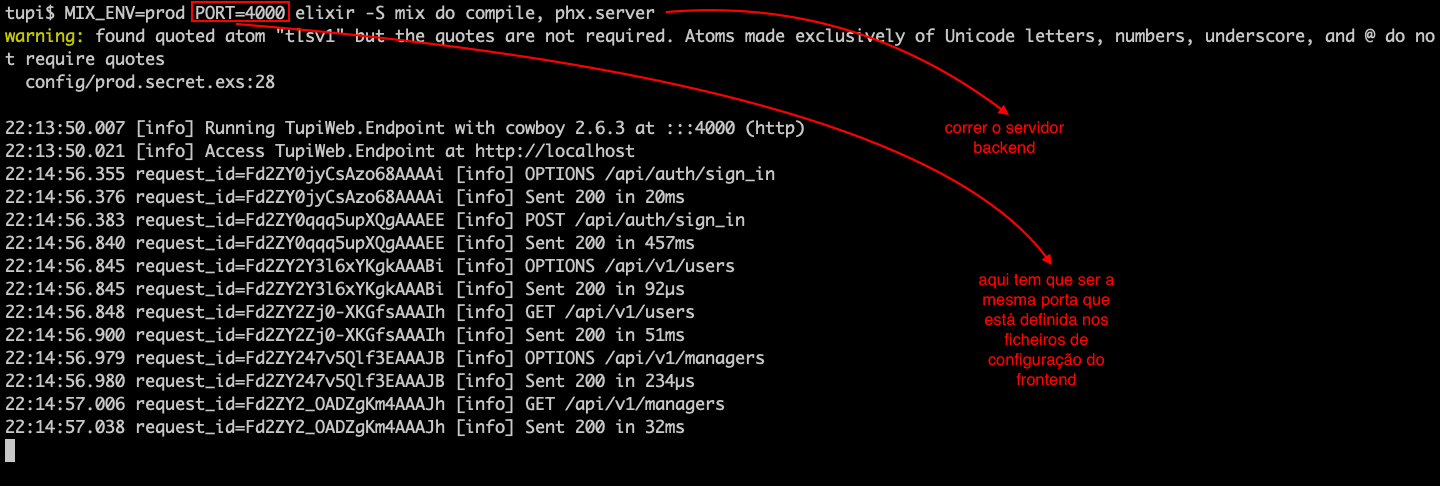 tupi$ MIX_ENV=prod PORT=4000 elixir -S mix do compile, phx.server
warning: found quoted atom "tlsv1" but the quotes are not required. Atoms made exclusively of Unicode letters, numbers, underscore, and @ do no
t require quotes
config/prod.secret.exs:28
22:13:50.007 [info] Running TupiWeb.Endpoint with cowboy 2.6.3 at :::4000 (http)
22:13:50.021 [info] Access TupiWeb.Endpoint at http://localhost
22:14:56.355 request_id=Fd2ZY0jyCsAzo68AAAAi [info] OPTIONS /api/auth/sign_in
22:14:56.376 request_id=Fd2ZY0jyCsAzo68AAAAi [info] Sent 200 in 20ms
22:14:56.383 request_id=Fd2ZY0qqq5upXQgAAAEE [info] POST /api/auth/sign_in
22:14:56.840 request_id=Fd2ZY0qqq5upXQgAAAEE [info] Sent 200 in 457ms
22:14:56.845 request_id=Fd2ZY2Y3l6xYKgkAAABi [info] OPTIONS /api/v1/users
22:14:56.845 request_id=Fd2ZY2Y3l6xYKgkAAABi [info] Sent 200 in 92µs
22:14:56.848 request_id=Fd2ZY2Zj0-XKGfsAAAIh [info] GET /api/v1/users
22:14:56.900 request_id=Fd2ZY2Zj0-XKGfsAAAIh [info] Sent 200 in 51ms
22:14:56.979 request_id=Fd2ZY247v5Qlf3EAAAJB [info] OPTIONS /api/v1/managers
22:14:56.980 request_id=Fd2ZY247v5Qlf3EAAAJB [info] Sent 200 in 234µs
22:14:57.006 request_id=Fd2ZY2_OADZgKm4AAAJh [info] GET /api/v1/managers
22:14:57.038 request_id=Fd2ZY2_OADZgKm4AAAJh [info] Sent 200 in 32ms
correr o servidor
backend
aqui tem que ser a
mesma porta que
está definida nos
ficheiros de
configuração do
frontend